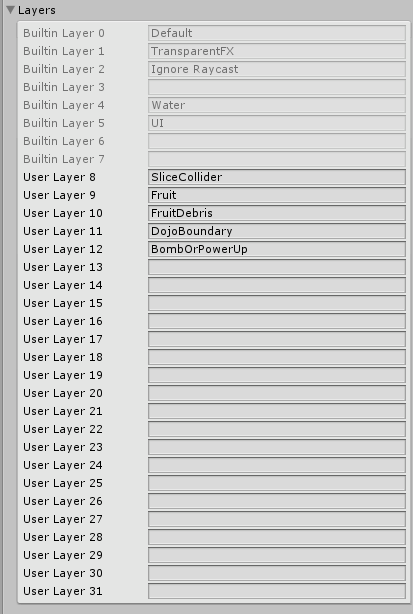 Layers
Builtin Layer 0 Default
Builtin Layer 1 TransparentFX
Builtin Layer 2 Ignore Raycast
Builtin Layer 3
Builtin Layer 4 Water
Builtin Layer 5 UI
Builtin Layer 6
Builtin Layer 7
User Layer 8 SliceCollider
User Layer 9 Fruit
User Layer 10 FruitDebris
User Layer 11 DojoBoundary
User Layer 12 BombOrPowerUp
User Layer 13
User Layer 14
User Layer 15
User Layer 16
User Layer 17
User Layer 18
User Layer 19
User Layer 20
User Layer 21
User Layer 22
User Layer 23
User Layer 24
User Layer 25
User Layer 26
User Layer 27
User Layer 28
User Layer 29
User Layer 30
User Layer 31